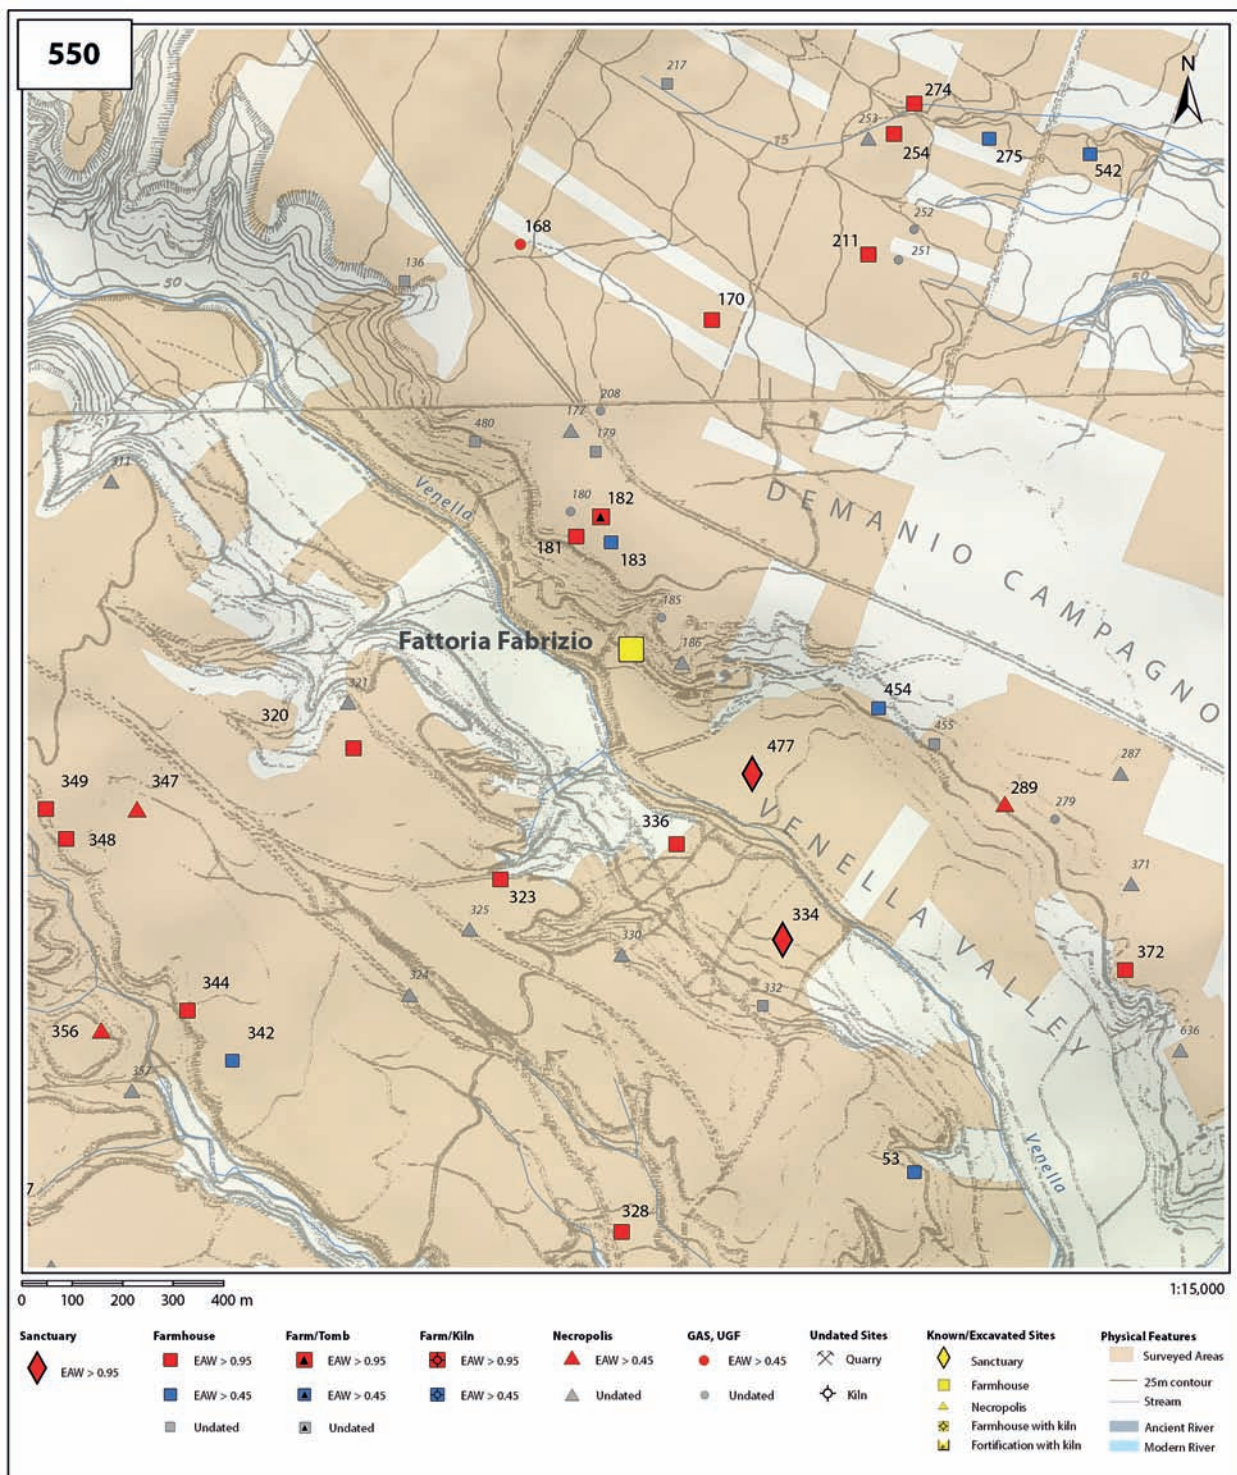 550
N
217
274
253
254
275
542
75
168
252
211
251
136
50
50
170
208
177
480
179
311
Venella
DEMANIO CAMPAGNO
180
182
181
183
185
Fattoria Fabrizio
186
454
321
320
455
477
287
349
347
289
279
348
336
VENELLA VALLEY
371
323
325
334
330
372
324
332
344
356
342
636
357
Venella
53
7
328
0 100 200 300 400 m
1:15,000
Sanctuary
EAW > 0.95
Farmhouse
EAW > 0.95
EAW > 0.45
Undated
Farm/Tomb
EAW > 0.95
EAW > 0.45
Undated
Farm/Kiln
EAW > 0.95
EAW > 0.45
Necropolis
EAW > 0.45
Undated
GAS, UGF
EAW > 0.45
Undated
Undated Sites
Quarry
Kiln
Known/Excavated Sites
Sanctuary
Farmhouse
Necropolis
Farmhouse with kiln
Fortification with kiln
Physical Features
Surveyed Areas
25m contour
Stream
Ancient River
Modern River